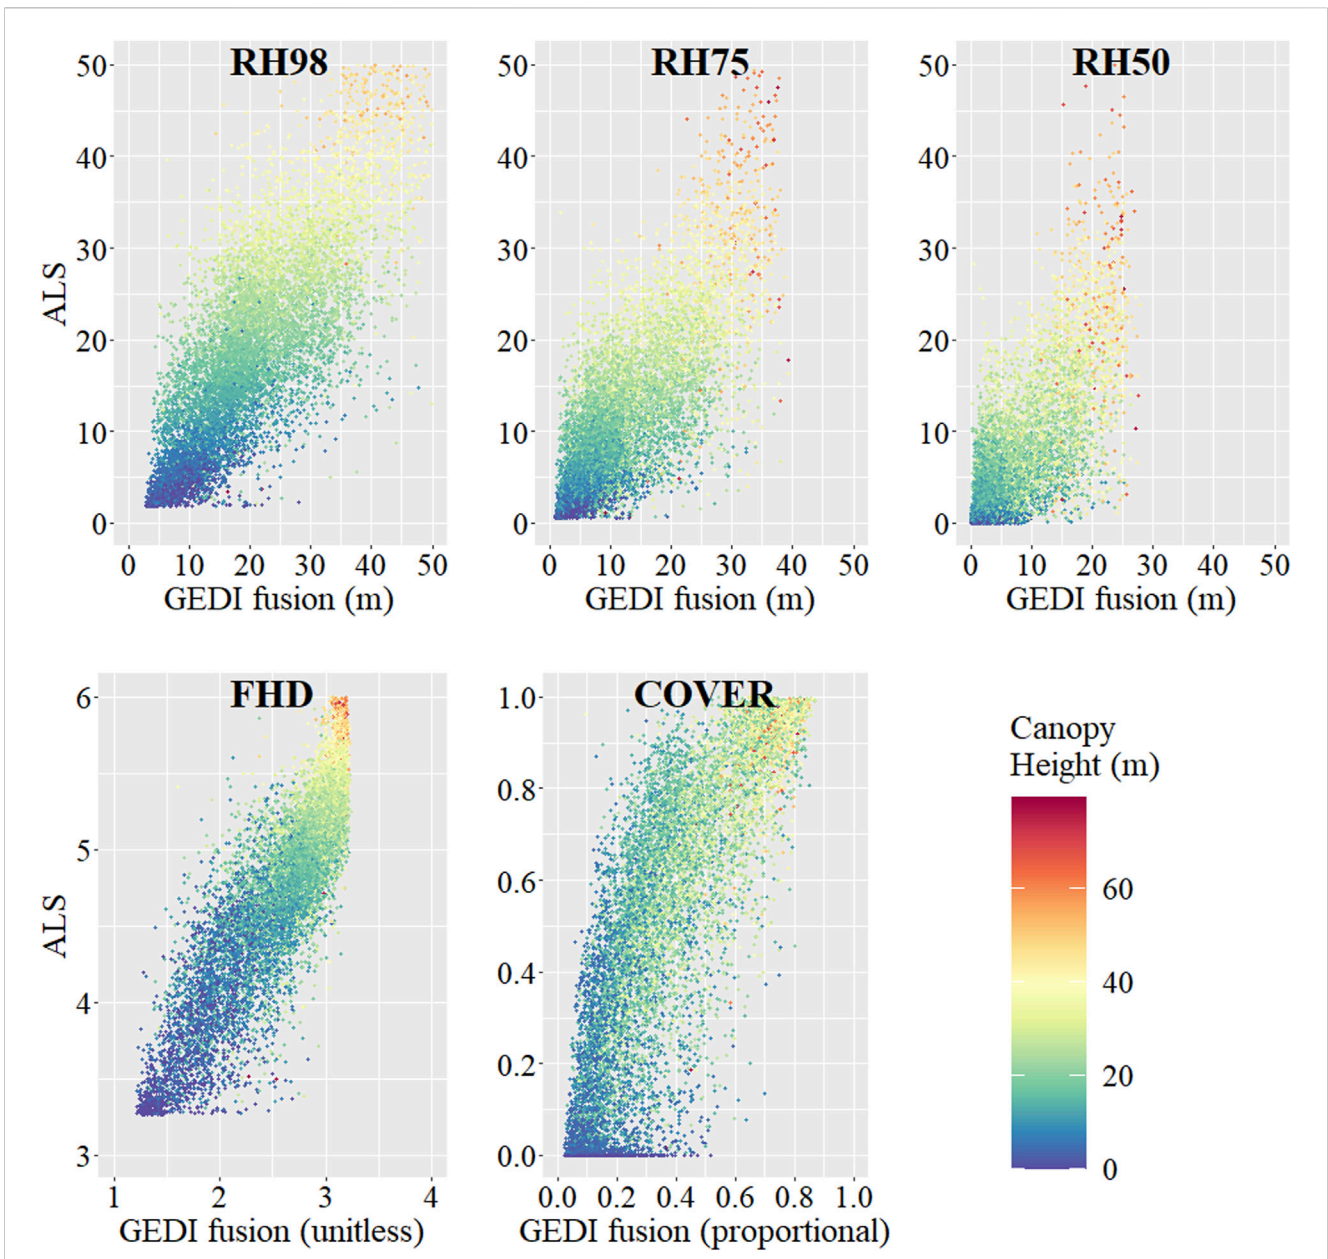 RH98
RH75
RH50
50
40
30
20
10
0
ALS
0 10 20 30 40 50
GEDI fusion (m)
50
40
30
20
10
0
0 10 20 30 40 50
GEDI fusion (m)
50
40
30
20
10
0
0 10 20 30 40 50
GEDI fusion (m)
FHD
6
5
4
3
ALS
1 2 3 4
GEDI fusion (unitless)
COVER
1.0
0.8
0.6
0.4
0.2
0.0
0.0 0.2 0.4 0.6 0.8 1.0
GEDI fusion (proportional)
Canopy
Height (m)
60
40
20
0